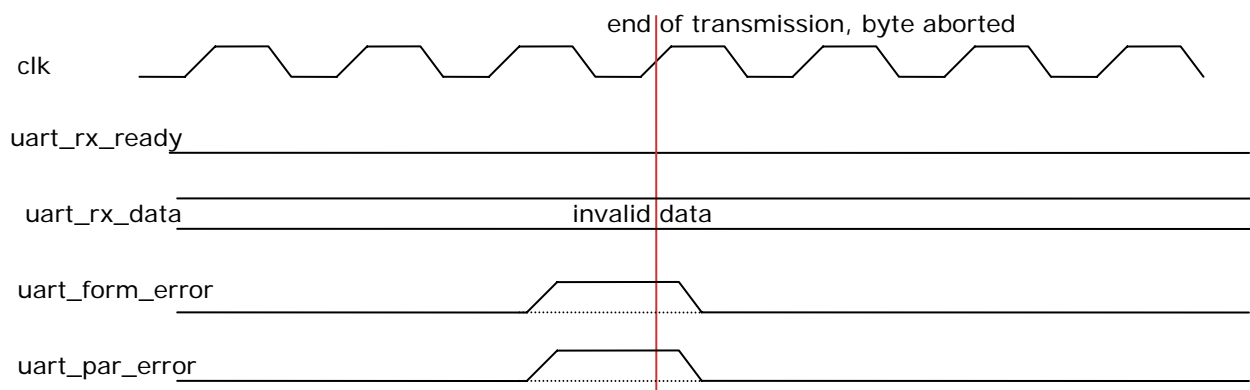 end of transmission, byte aborted
clk
uart_rx_ready
uart_rx_data
invalid data
uart_form_error
uart_par_error